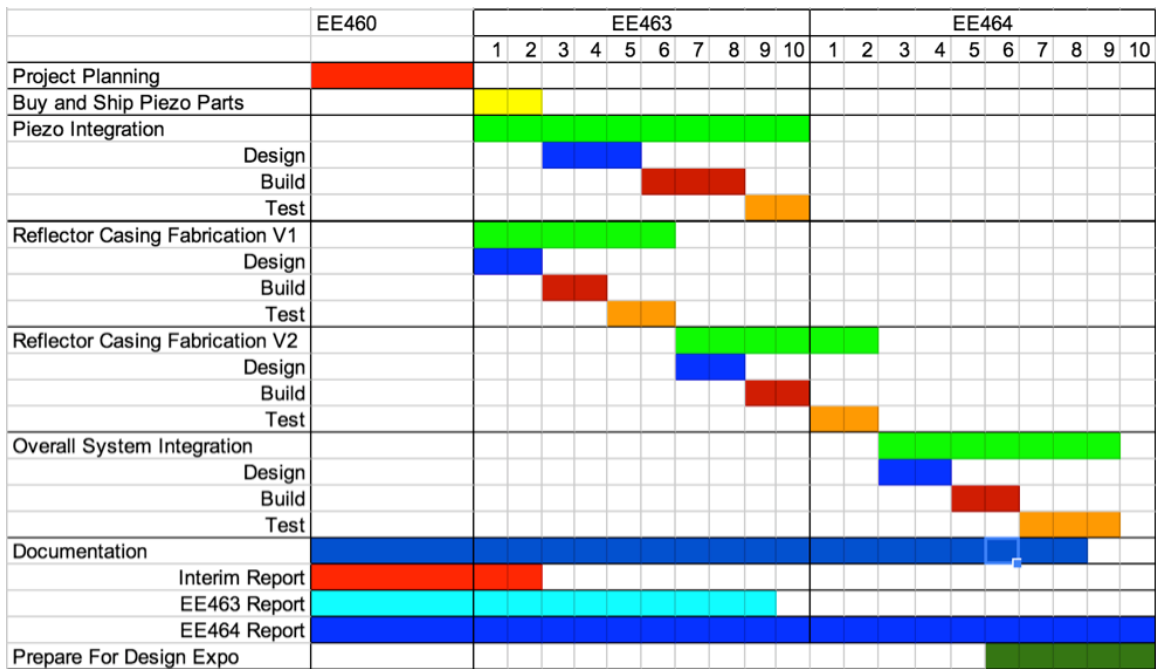 EE460 EE463 EE464
1 2 3 4 5 6 7 8 9 10 1 2 3 4 5 6 7 8 9 10
Project Planning
Buy and Ship Piezo Parts
Piezo Integration
Design
Build
Test
Reflector Casing Fabrication V1
Design
Build
Test
Reflector Casing Fabrication V2
Design
Build
Test
Overall System Integration
Design
Build
Test
Documentation
Interim Report
EE463 Report
EE464 Report
Prepare For Design Expo